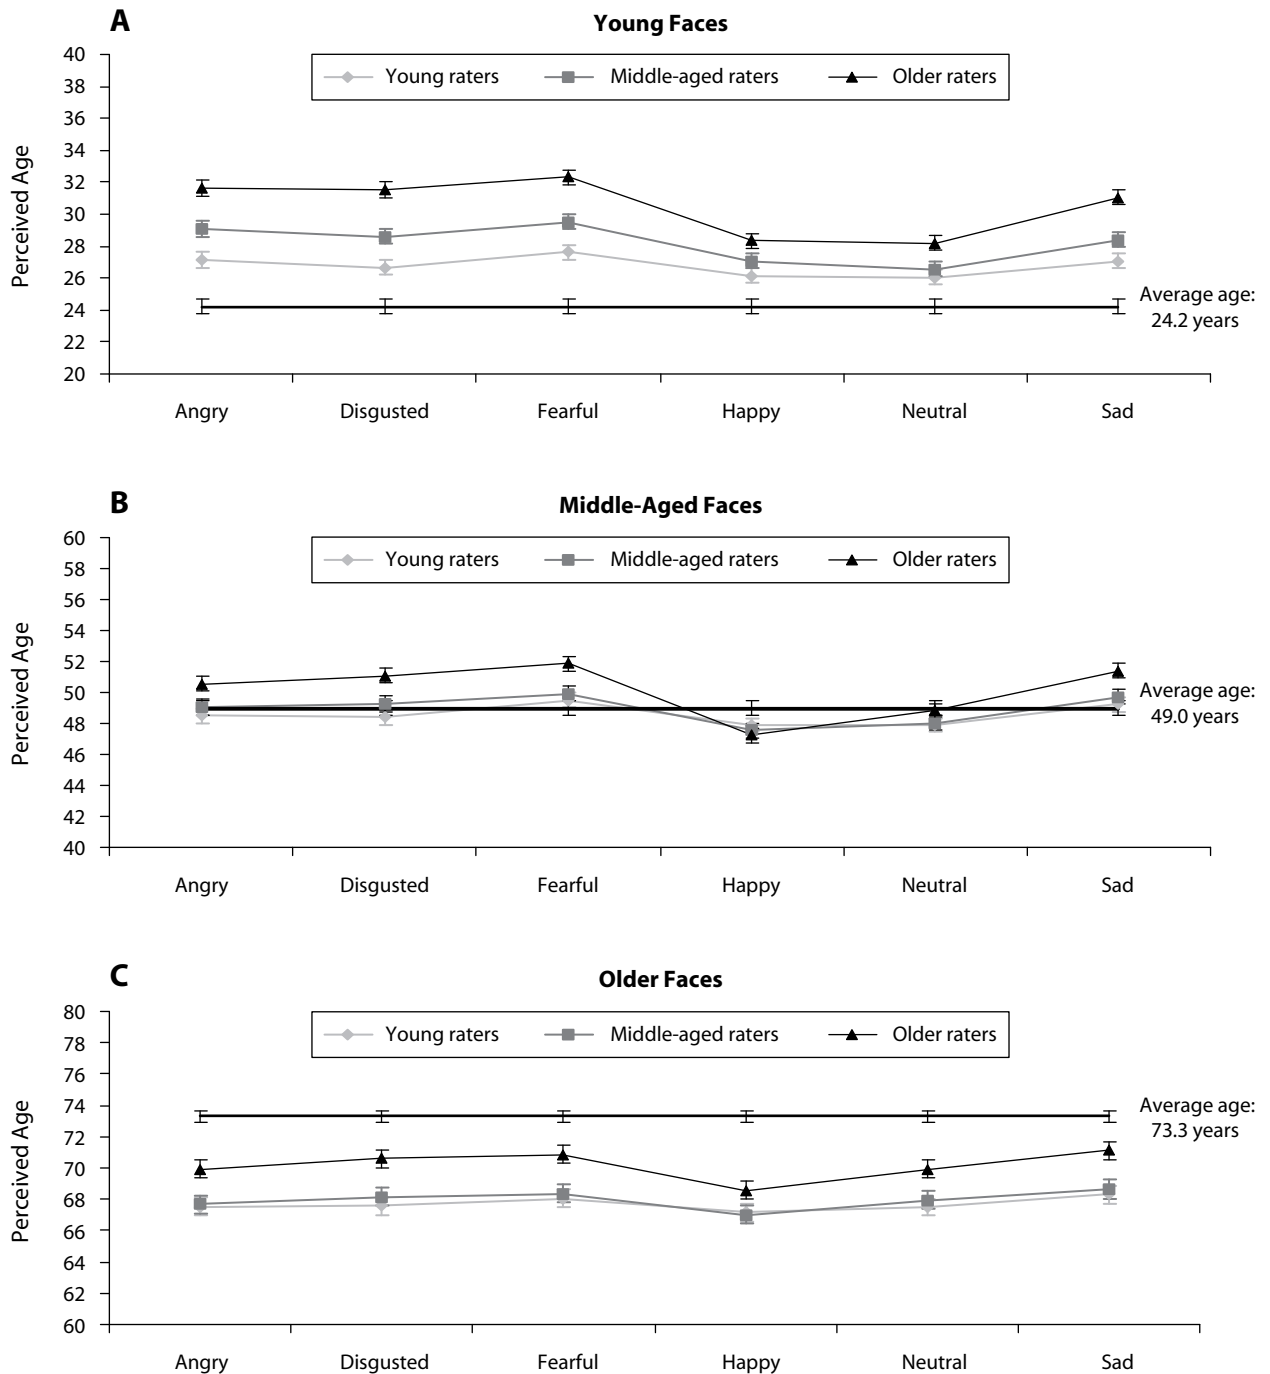 A
Young Faces
Young raters Middle-aged raters Older raters
Perceived Age
40
38
36
34
32
30
28
26
24
22
20
Average age:
24.2 years
Angry Disgusted Fearful Happy Neutral Sad
B
Middle-Aged Faces
Young raters Middle-aged raters Older raters
Perceived Age
60
58
56
54
52
50
48
46
44
42
40
Average age:
49.0 years
Angry Disgusted Fearful Happy Neutral Sad
C
Older Faces
Young raters Middle-aged raters Older raters
Perceived Age
80
78
76
74
72
70
68
66
64
62
60
Average age:
73.3 years
Angry Disgusted Fearful Happy Neutral Sad